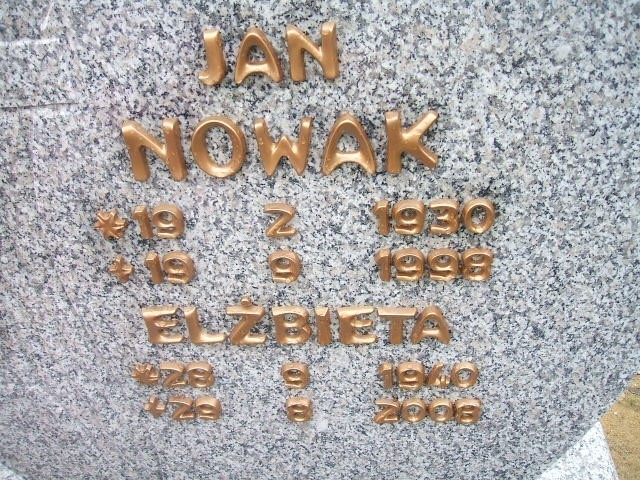 JAN
NOWAK
* 19 2 1930
+ 19 9 1998
ELŻBIETA
* 28 9 1940
+ 29 8 2008